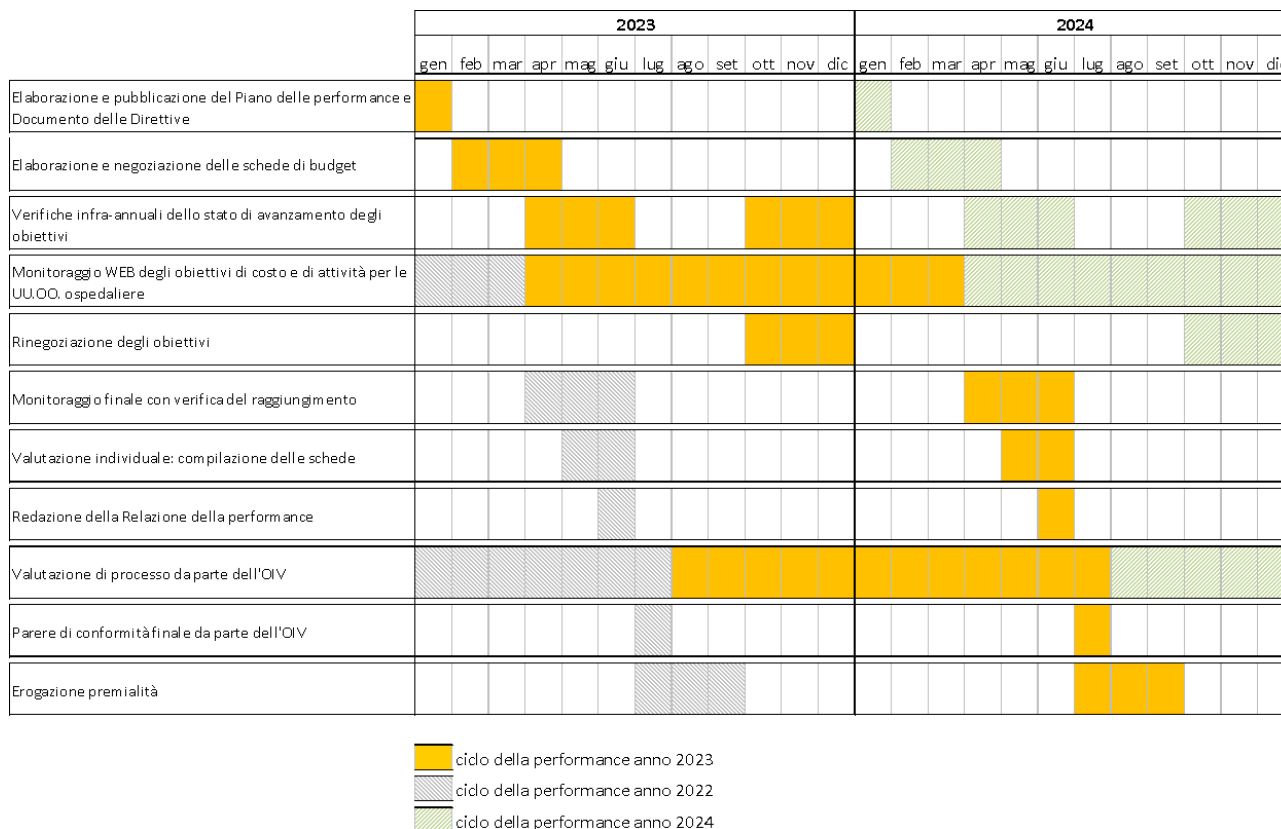 2023 2024
gen feb mar apr mag giu lug ago set ott nov dic gen feb mar apr mag giu lug ago set ott nov dic
Elaborazione e pubblicazione del Piano delle performance e
Documento delle Direttive
Elaborazione e negoziazione delle schede di budget
Verifiche infra-annuali dello stato di avanzamento degli
obiettivi
Monitoraggio WEB degli obiettivi di costo e di attività per le
UU.OO. ospedaliere
Rinegoziazione degli obiettivi
Monitoraggio finale con verifica del raggiungimento
Valutazione individuale: compilazione delle schede
Redazione della Relazione della performance
Valutazione di processo da parte dell'OIV
Parere di conformità finale da parte dell'OIV
Erogazione premialità
ciclo della performance anno 2023
ciclo della performance anno 2022
ciclo della performance anno 2024